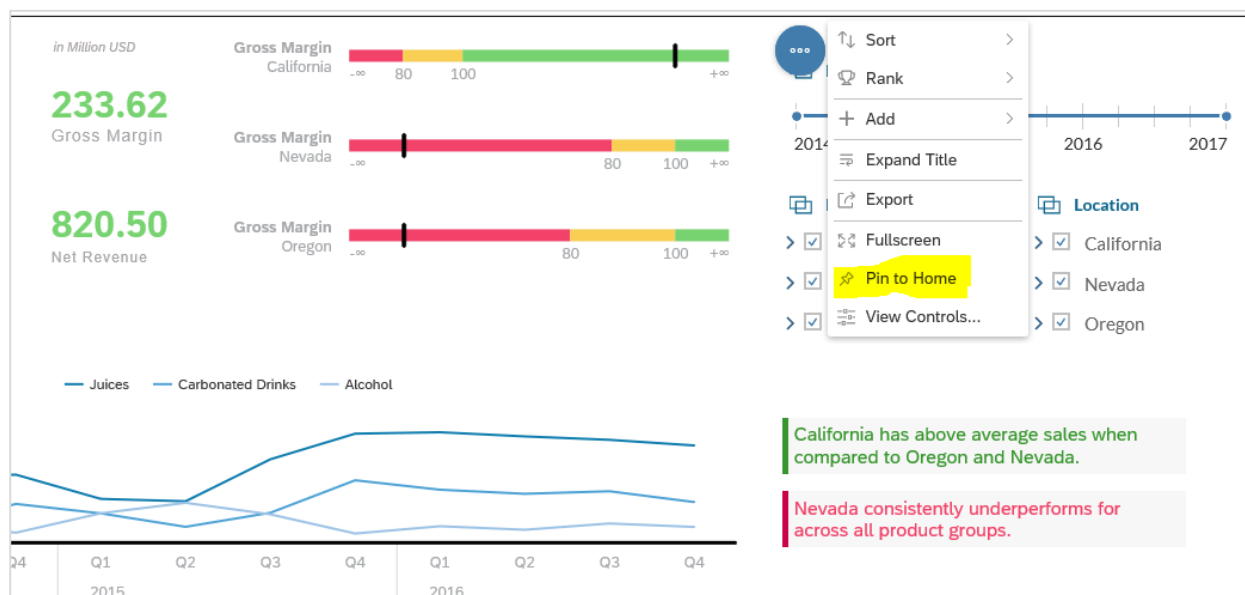 in Million USD
233.62
Gross Margin
820.50
Net Revenue
Gross Margin
California
-∞ 80 100 +∞
Gross Margin
Nevada
-∞ 80 100 +∞
Gross Margin
Oregon
-∞ 80 100 +∞
Sort
Rank
Add
Expand Title
Export
Fullscreen
Pin to Home
View Controls...
2014 2016 2017
Location
California
Nevada
Oregon
Juices Carbonated Drinks Alcohol
Q4 Q1 Q2 Q3 Q4 Q1 Q2 Q3 Q4
2015 2016
California has above average sales when
compared to Oregon and Nevada.
Nevada consistently underperforms for
across all product groups.